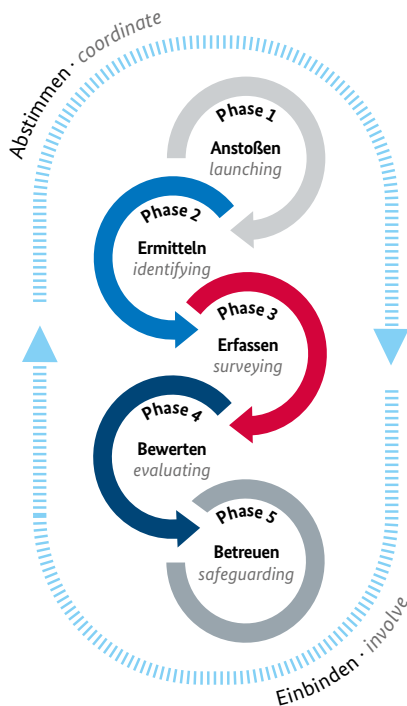 Abstimmen · coordinate
Phase 1
Anstoßen
launching
Phase 2
Ermitteln
identifying
Phase 3
Erfassen
surveying
Phase 4
Bewerten
evaluating
Phase 5
Betreuen
safeguarding
Einbinden · involve